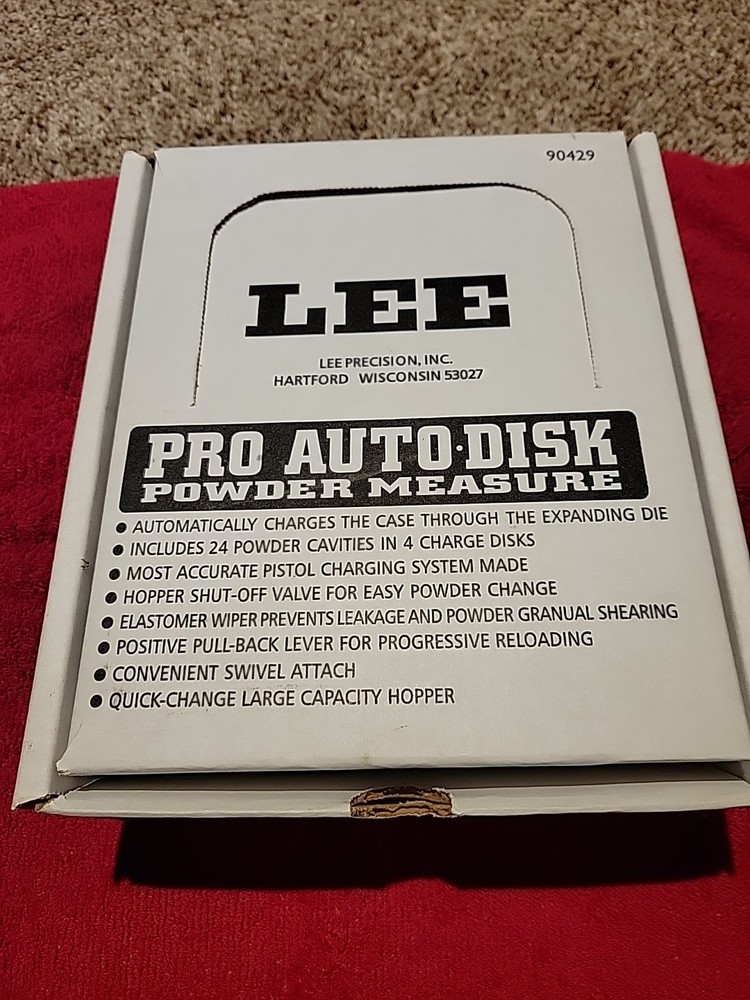 90429
LEE
LEE PRECISION, INC.
HARTFORD WISCONSIN 53027
PRO AUTO·DISK
POWDER MEASURE
● AUTOMATICALLY CHARGES THE CASE THROUGH THE EXPANDING DIE
● INCLUDES 24 POWDER CAVITIES IN 4 CHARGE DISKS
● MOST ACCURATE PISTOL CHARGING SYSTEM MADE
● HOPPER SHUT-OFF VALVE FOR EASY POWDER CHANGE
● ELASTOMER WIPER PREVENTS LEAKAGE AND POWDER GRANUAL SHEARING
● POSITIVE PULL-BACK LEVER FOR PROGRESSIVE RELOADING
● CONVENIENT SWIVEL ATTACH
● QUICK-CHANGE LARGE CAPACITY HOPPER